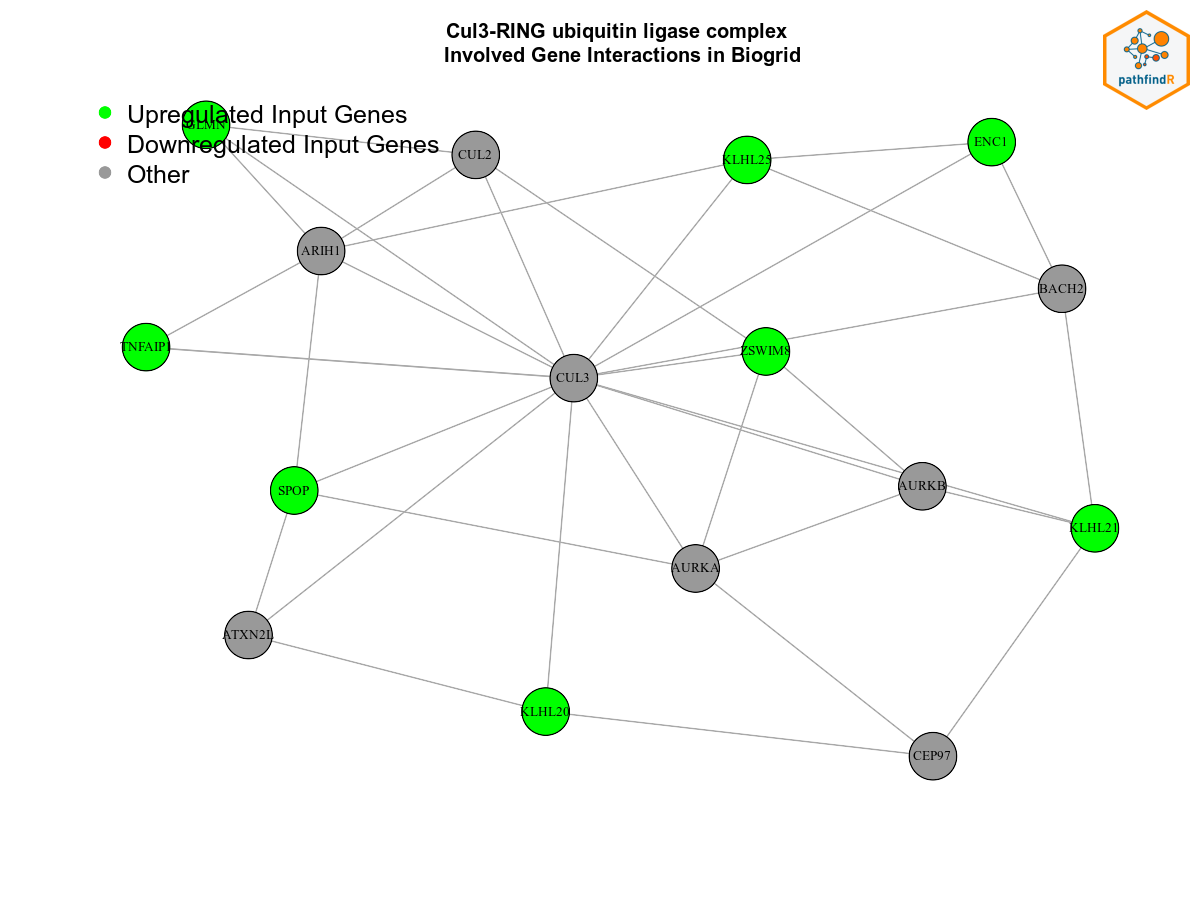 Cul3-RING ubiquitin ligase complex
Involved Gene Interactions in Biogrid
pathfindR
Upregulated Input Genes
Downregulated Input Genes
Other
GLMN
CUL2
KLHL25
ENC1
ARIH1
BACH2
TNFAIP1
ZSWIM8
CUL3
SPOP
AURKB
KLHL21
AURKA
ATXN2L
KLHL20
CEP97